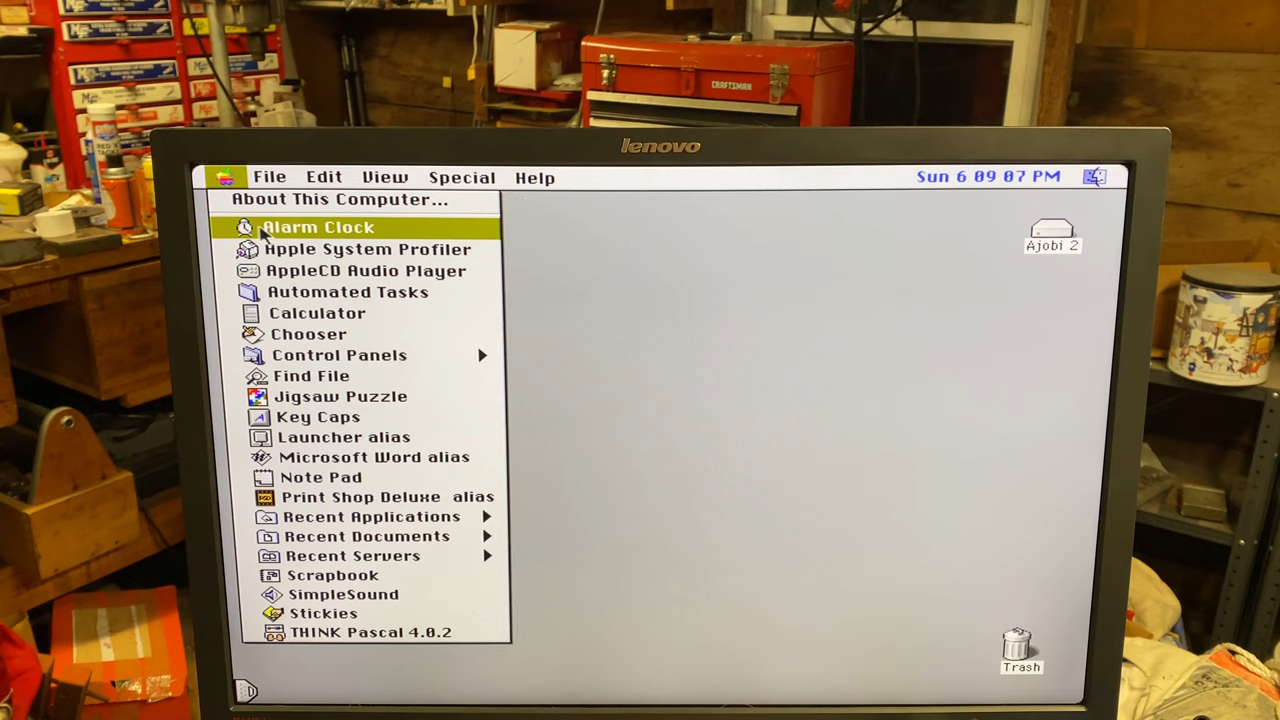 CRAFTSMAN
lenovo
File Edit View Special Help
Sun 6 09 07 PM
About This Computer...
Alarm Clock
Apple System Profiler
AppleCD Audio Player
Automated Tasks
Calculator
Chooser
Control Panels
Find File
Jigsaw Puzzle
Key Caps
Launcher alias
Microsoft Word alias
Note Pad
Print Shop Deluxe alias
Recent Applications
Recent Documents
Recent Servers
Scrapbook
SimpleSound
Stickies
THINK Pascal 4.0.2
Ajobi 2
Trash